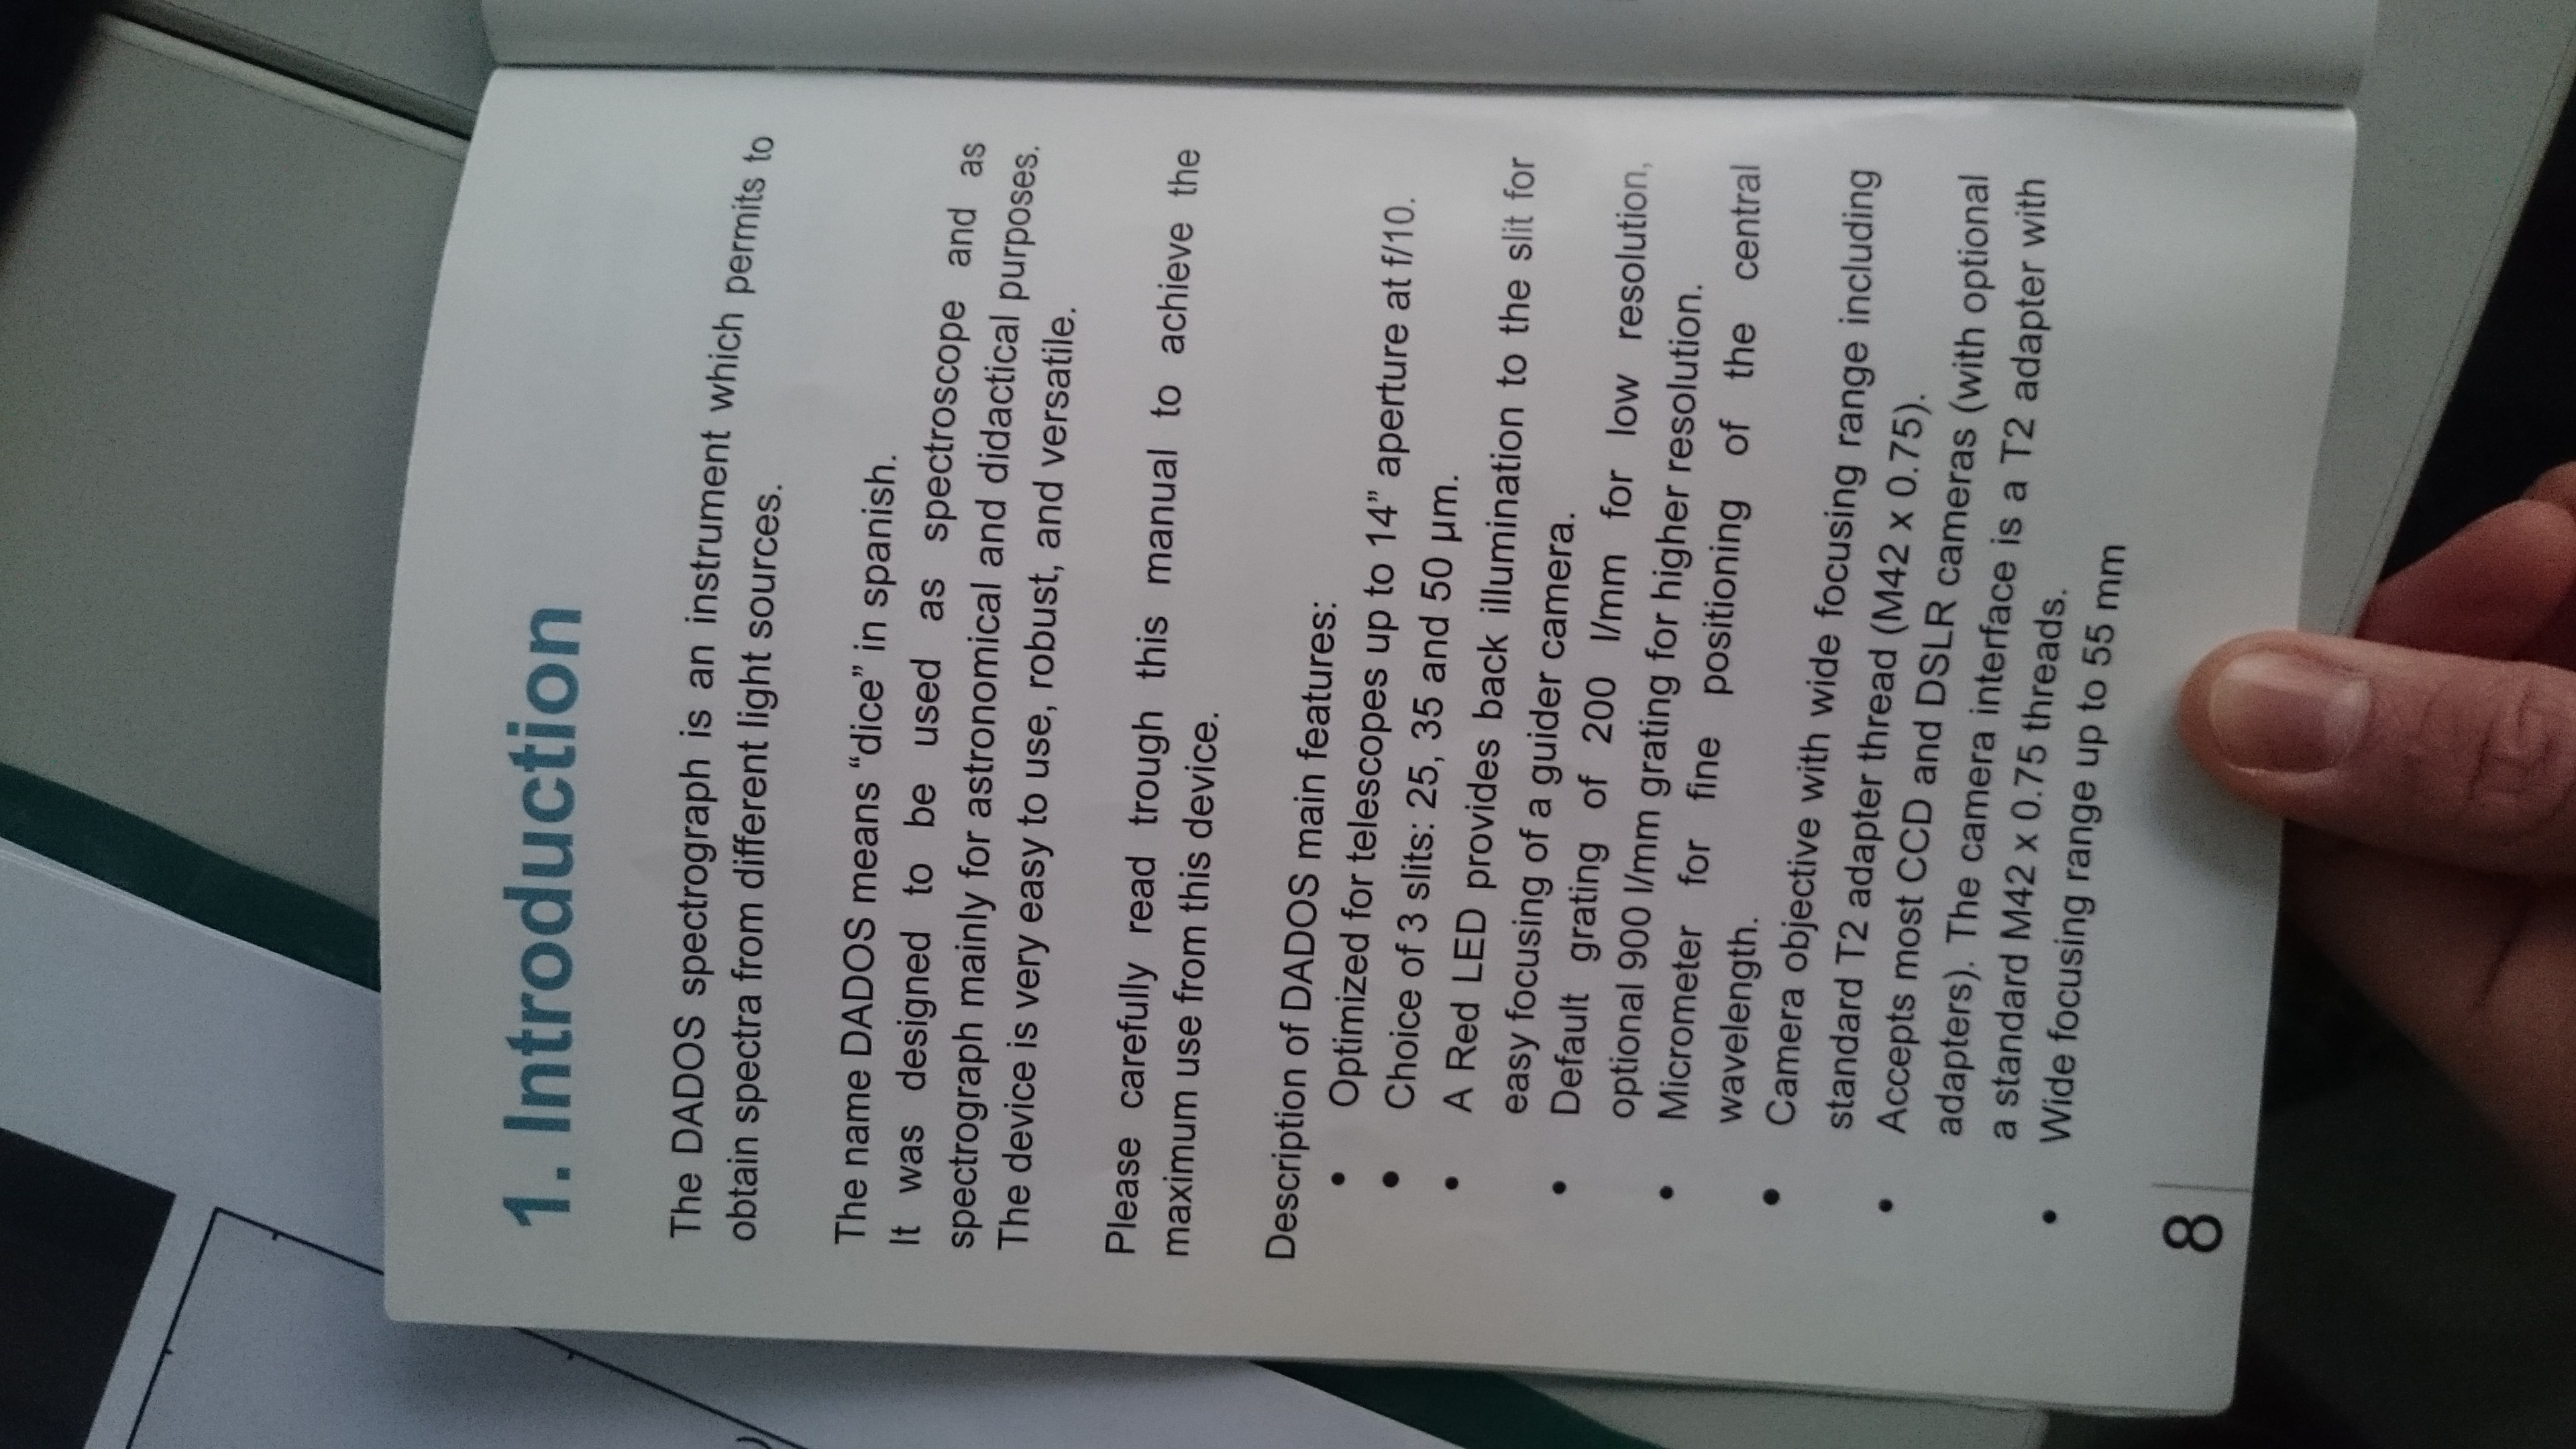 1. Introduction
The DADOS spectrograph is an instrument which permits to
obtain spectra from different light sources.
The name DADOS means “dice” in spanish.
It was designed to be used as spectroscope and as
spectrograph mainly for astronomical and didactical purposes.
The device is very easy to use, robust, and versatile.
Please carefully read trough this manual to achieve the
maximum use from this device.
Description of DADOS main features:
• Optimized for telescopes up to 14” aperture at f/10.
• Choice of 3 slits: 25, 35 and 50 µm.
• A Red LED provides back illumination to the slit for
easy focusing of a guider camera.
• Default grating of 200 l/mm for low resolution,
optional 900 l/mm grating for higher resolution.
• Micrometer for fine positioning of the central
wavelength.
• Camera objective with wide focusing range including
standard T2 adapter thread (M42 x 0.75).
• Accepts most CCD and DSLR cameras (with optional
adapters). The camera interface is a T2 adapter with
a standard M42 x 0.75 threads.
• Wide focusing range up to 55 mm
8